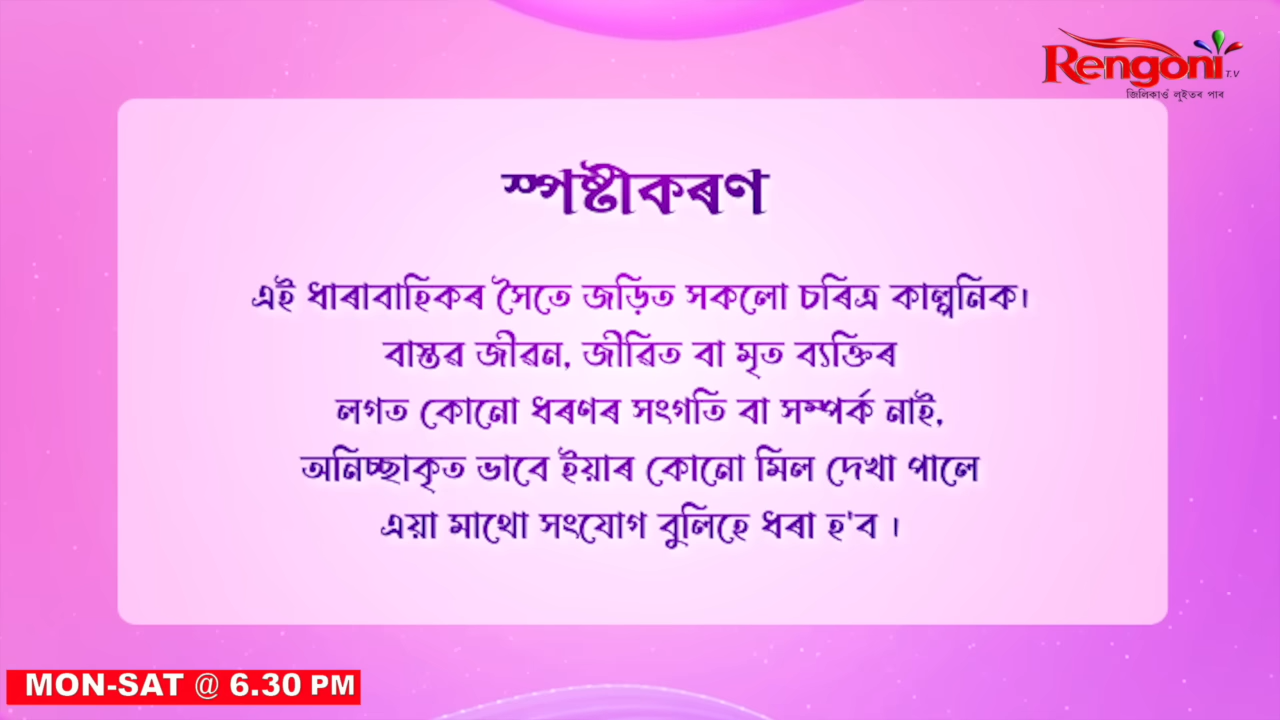 Rengoni T.V
জিলিকাওঁ লুইতৰ পাৰ
স্পষ্টীকৰণ
এই ধাৰাবাহিকৰ সৈতে জড়িত সকলো চৰিত্ৰ কাল্পনিক।
বাস্তৱ জীৱন, জীৱিত বা মৃত ব্যক্তিৰ
লগত কোনো ধৰণৰ সংগতি বা সম্পৰ্ক নাই,
অনিচ্ছাকৃত ভাবে ইয়াৰ কোনো মিল দেখা পালে
এয়া মাথো সংযোগ বুলিহে ধৰা হ'ব ।
MON-SAT @ 6.30 PM